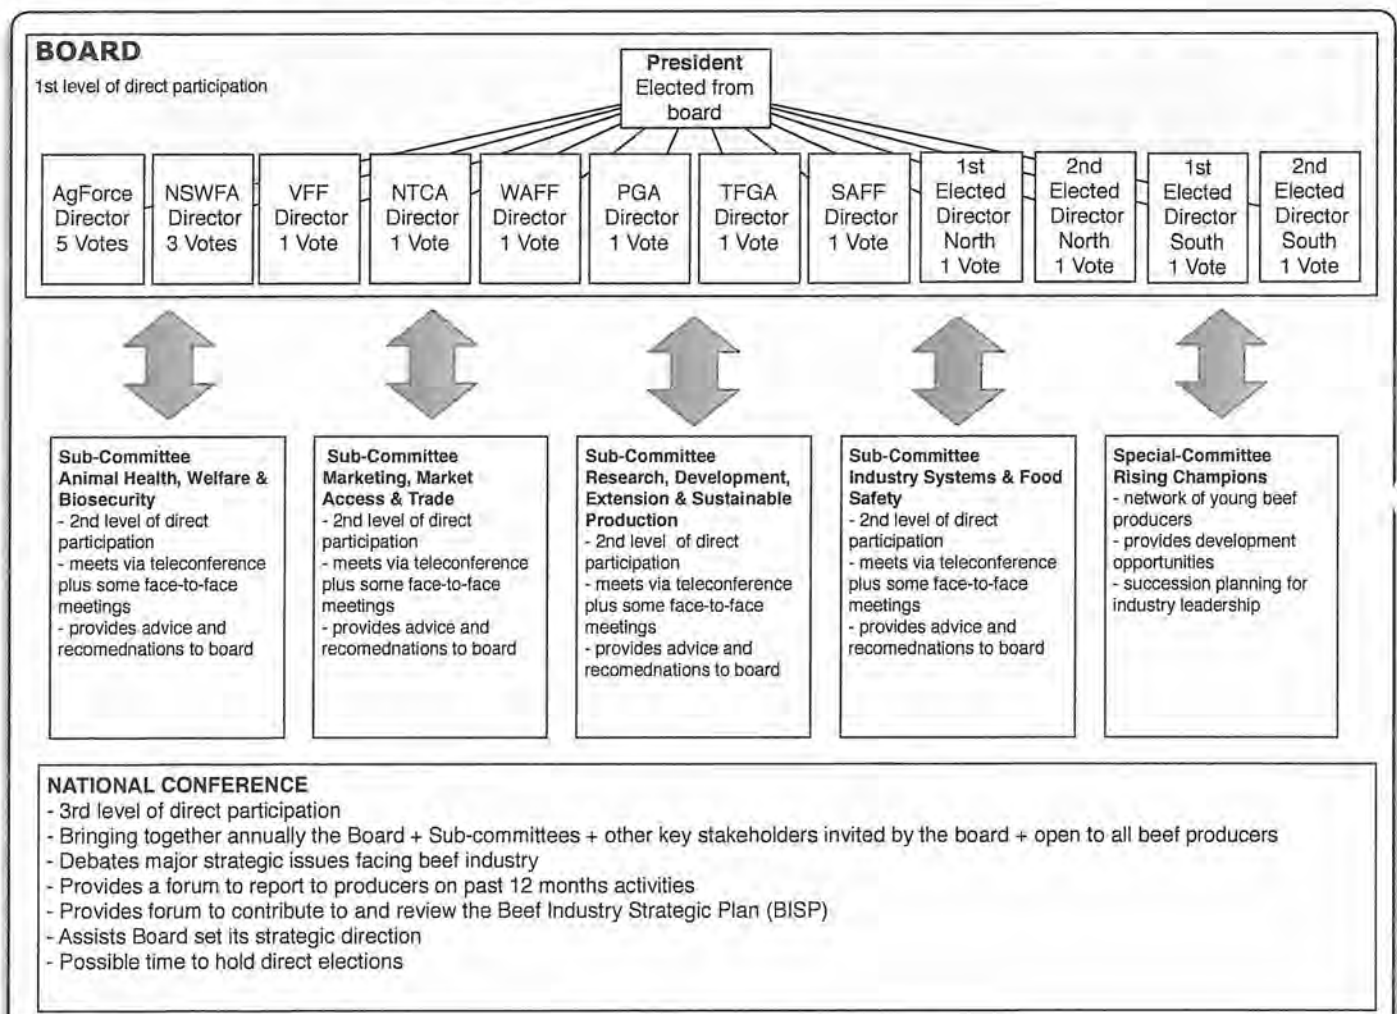 BOARD
1st level of direct participation
President
Elected from
board
AgForce
Director
5 Votes
NSWFA
Director
3 Votes
VFF
Director
1 Vote
NTCA
Director
1 Vote
WAFF
Director
1 Vote
PGA
Director
1 Vote
TFGA
Director
1 Vote
SAFF
Director
1 Vote
1st
Elected
Director
North
1 Vote
2nd
Elected
Director
North
1 Vote
1st
Elected
Director
South
1 Vote
2nd
Elected
Director
South
1 Vote
Sub-Committee
Animal Health, Welfare &
Biosecurity
- 2nd level of direct
participation
- meets via teleconference
plus some face-to-face
meetings
- provides advice and
recomednations to board
Sub-Committee
Marketing, Market
Access & Trade
- 2nd level of direct
participation
- meets via teleconference
plus some face-to-face
meetings
- provides advice and
recomednations to board
Sub-Committee
Research, Development,
Extension & Sustainable
Production
- 2nd level of direct
participation
- meets via teleconference
plus some face-to-face
meetings
- provides advice and
recomednations to board
Sub-Committee
Industry Systems & Food
Safety
- 2nd level of direct
participation
- meets via teleconference
plus some face-to-face
meetings
- provides advice and
recomednations to board
Special-Committee
Rising Champions
- network of young beef
producers
- provides development
opportunities
- succession planning for
industry leadership
NATIONAL CONFERENCE
- 3rd level of direct participation
- Bringing together annually the Board + Sub-committees + other key stakeholders invited by the board + open to all beef producers
- Debates major strategic issues facing beef industry
- Provides a forum to report to producers on past 12 months activities
- Provides forum to contribute to and review the Beef Industry Strategic Plan (BISP)
- Assists Board set its strategic direction
- Possible time to hold direct elections